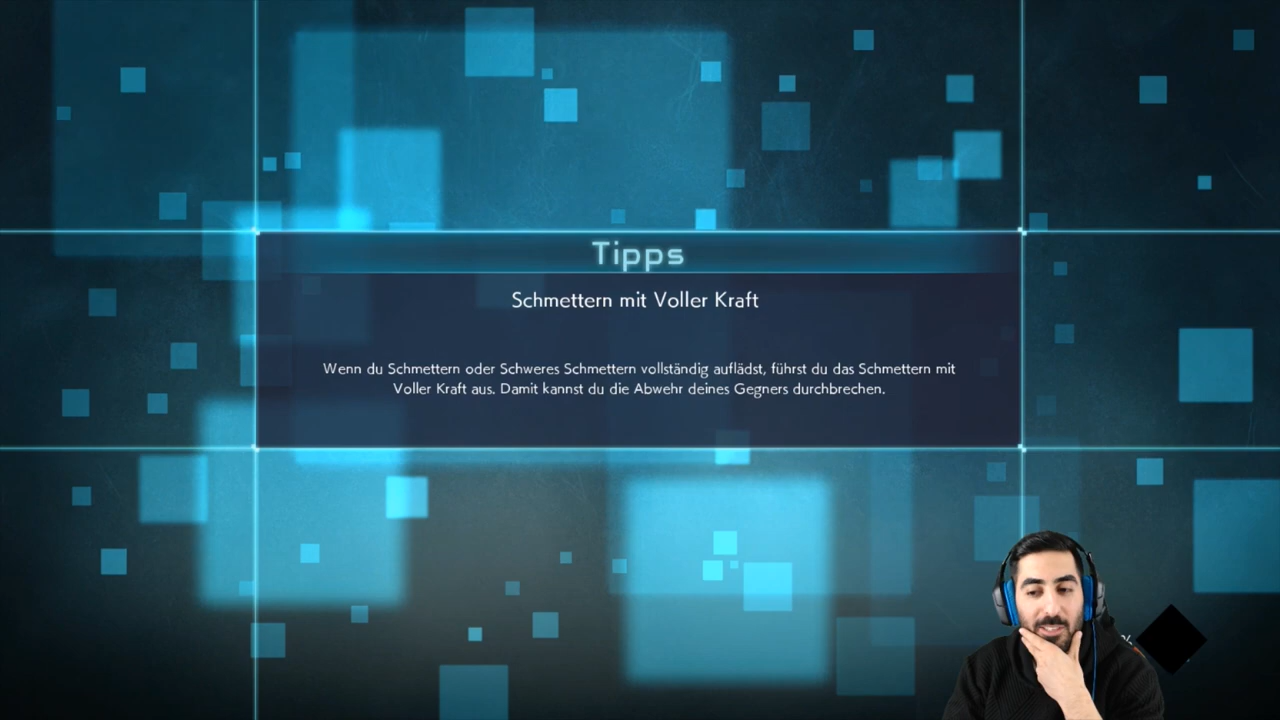 Tipps
Schmettern mit Voller Kraft
Wenn du Schmettern oder Schweres Schmettern vollständig auflädst, führst du das Schmettern mit
Voller Kraft aus. Damit kannst du die Abwehr deines Gegners durchbrechen.
%